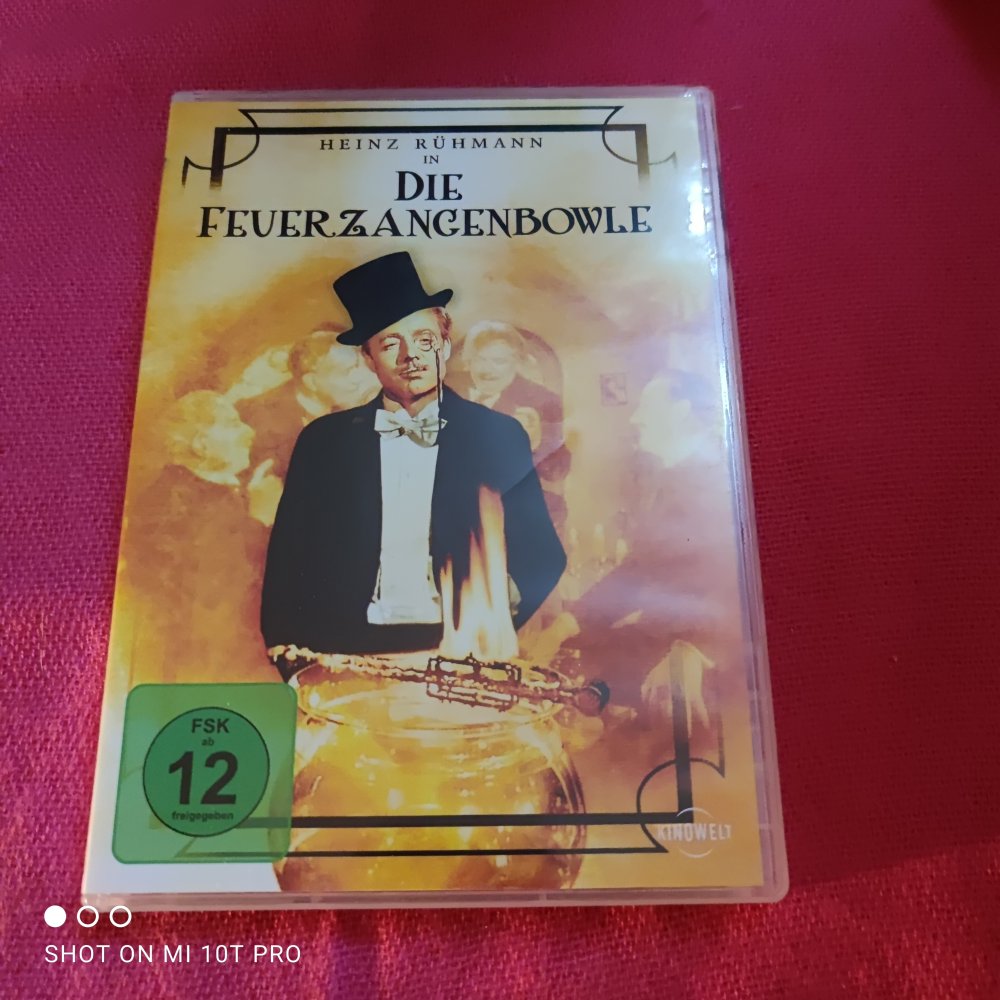 HEINZ RÜHMANN
IN
DIE
FEUERZANGENBOWLE
FSK
ab
12
freigegeben
KINOWELT
SHOT ON MI 10T PRO